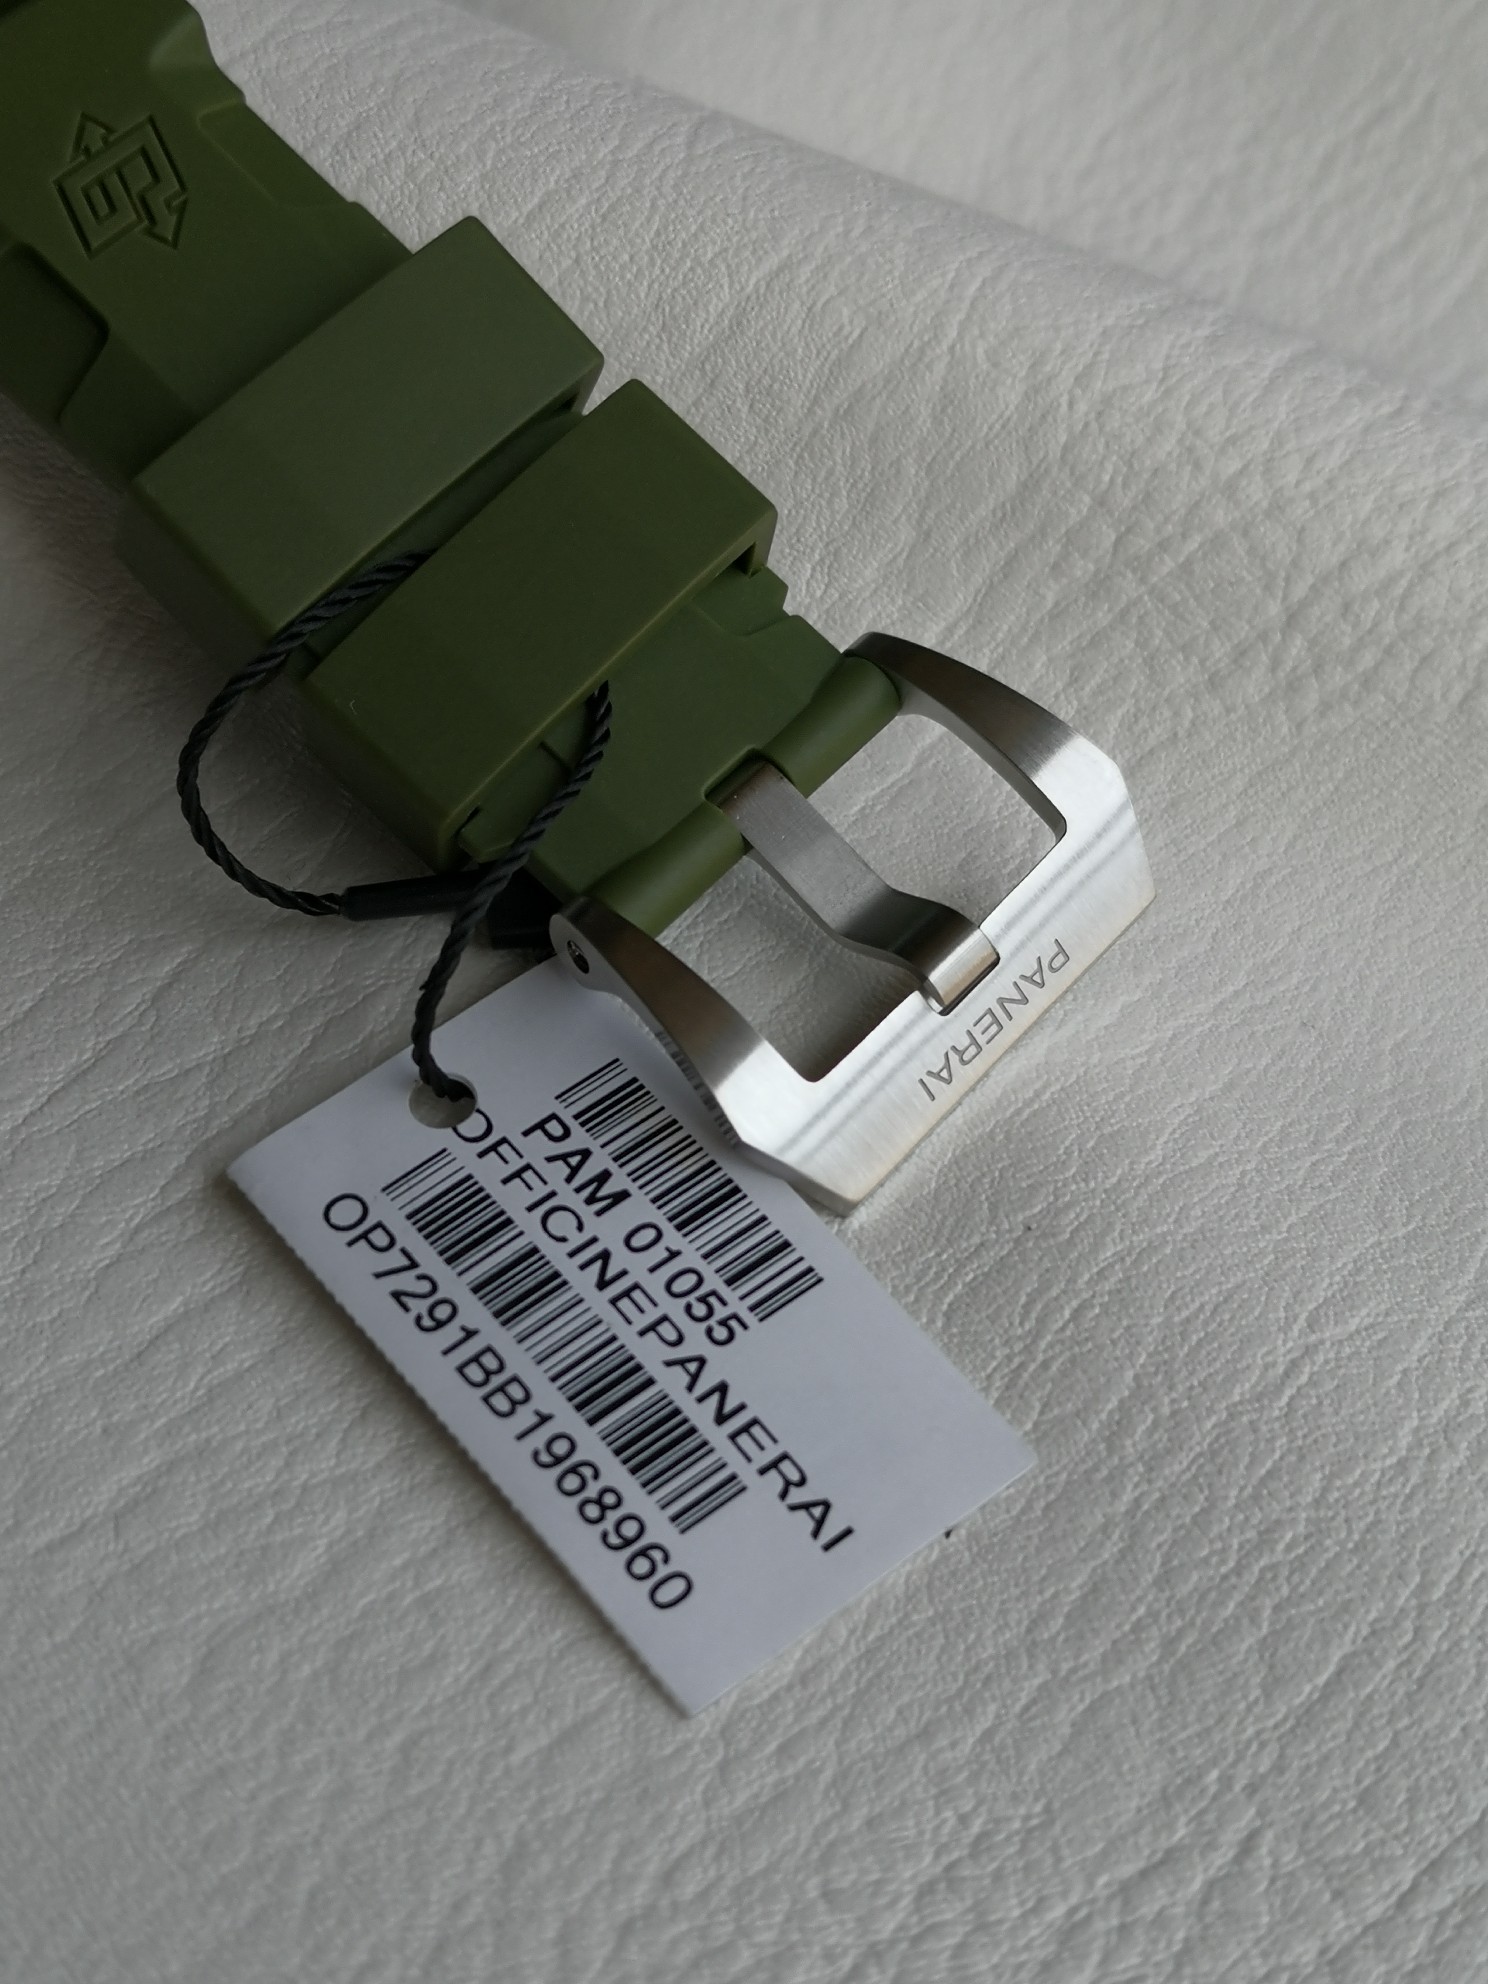 PANERAI
PAM 01055
OFFICINEPANERAI
OP7291BB1968960